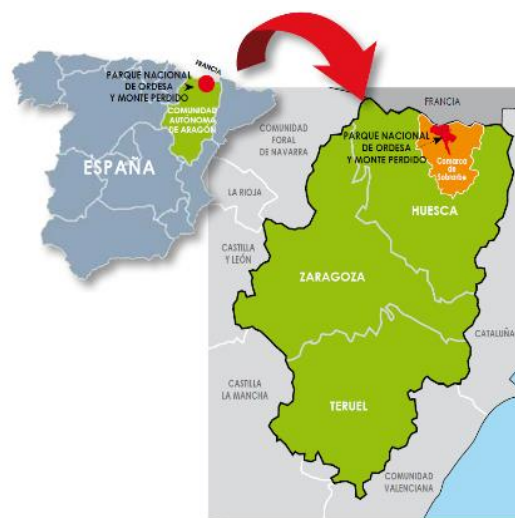 FRANCIA
PARQUE NACIONAL
DE ORDESA
Y MONTE PERDIDO
COMUNIDAD
AUTÓNOMA
DE ARAGÓN
ESPAÑA
FRANCIA
COMUNIDAD
FORAL
DE NAVARRA
PARQUE NACIONAL
DE ORDESA
Y MONTE PERDIDO
Comarca
de
Sobrarbe
LA RIOJA
HUESCA
CASTILLA
Y LEÓN
ZARAGOZA
CATALUÑA
CASTILLA
LA MANCHA
TERUEL
COMUNIDAD
VALENCIANA